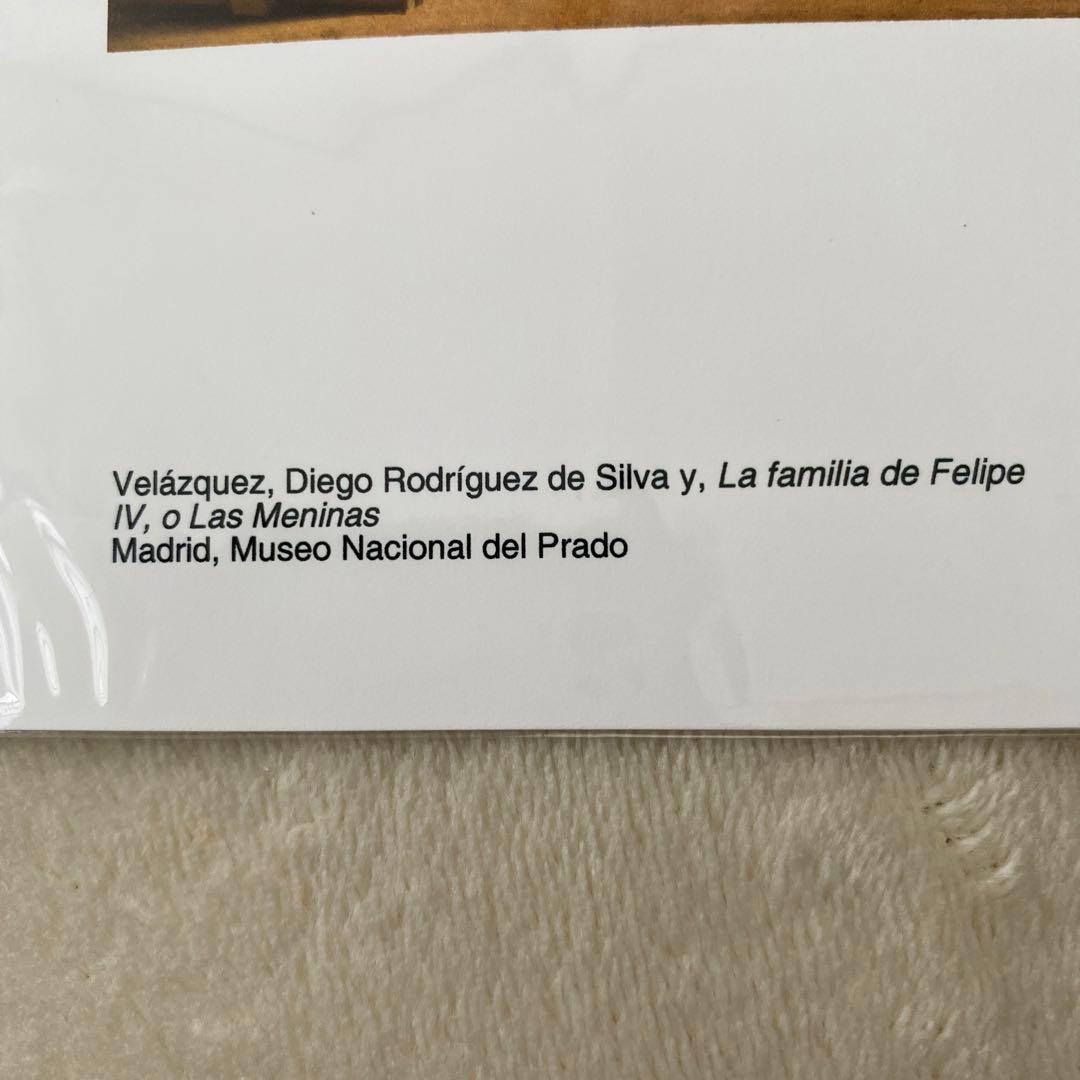 Velázquez, Diego Rodríguez de Silva y, La familia de Felipe
IV, o Las Meninas
Madrid, Museo Nacional del Prado